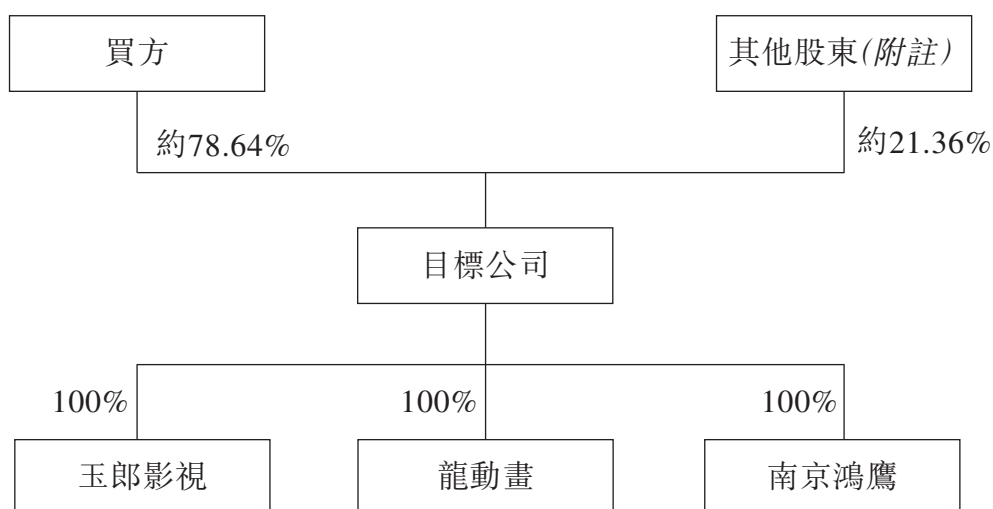 買方
其他股東(附註)
約78.64%
約21.36%
目標公司
100%
100%
100%
玉郎影視
龍動畫
南京鴻鷹